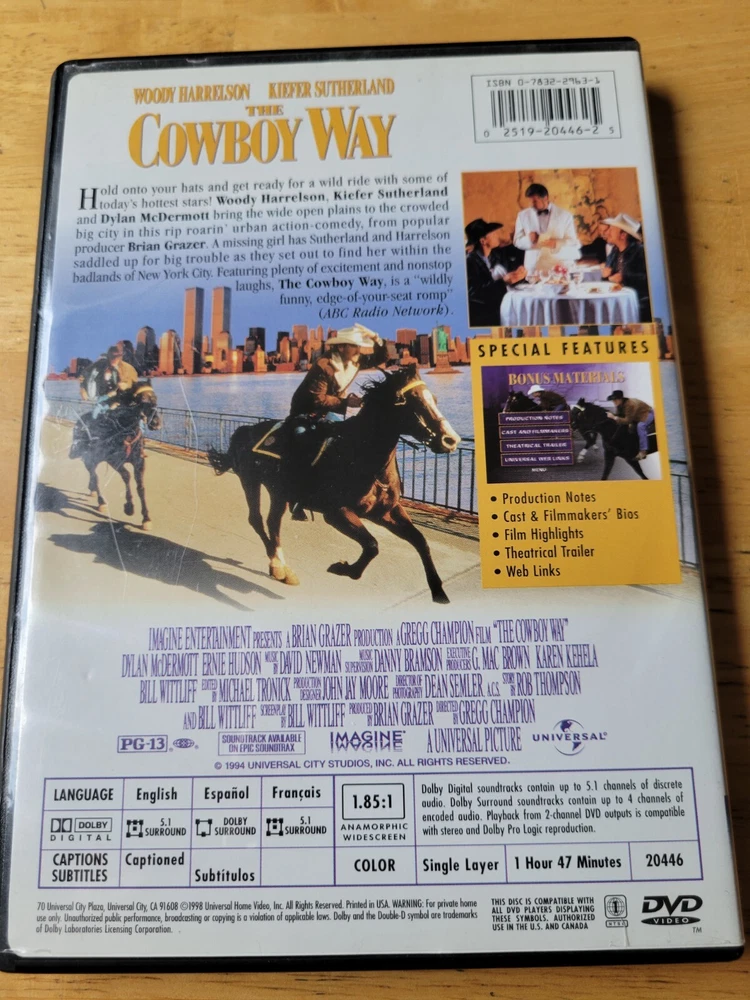 WOODY HARRELSON KIEFER SUTHERLAND
THE
COWBOY WAY
ISBN 0-7832-2963-1
0 2519-20446-2 5
Hold onto your hats and get ready for a wild ride with some of
today's hottest stars! Woody Harrelson, Kiefer Sutherland
and Dylan McDermott bring the wide open plains to the crowded
big city in this rip roarin' urban action-comedy, from popular
producer Brian Grazer. A missing girl has Sutherland and Harrelson
saddled up for big trouble as they set out to find her within the
badlands of New York City. Featuring plenty of excitement and nonstop
laughs, The Cowboy Way, is a "wildly
funny, edge-of-your-seat romp"
(ABC Radio Network).
SPECIAL FEATURES
BONUS MATERIALS
PRODUCTION NOTES
CAST AND FILMMAKERS
THEATRICAL TRAILER
UNIVERSAL WEB LINKS
MENU
• Production Notes
• Cast & Filmmakers' Bios
• Film Highlights
• Theatrical Trailer
• Web Links
IMAGINE ENTERTAINMENT PRESENTS A BRIAN GRAZER PRODUCTION A GREGG CHAMPION FILM "THE COWBOY WAY"
DYLAN McDERMOTT ERNIE HUDSON MUSIC BY DAVID NEWMAN MUSIC SUPERVISION DANNY BRAMSON EXECUTIVE PRODUCERS G. MAC BROWN KAREN KEHELA
BILL WITTLIFF EDITED BY MICHAEL TRONICK PRODUCTION DESIGNER JOHN JAY MOORE DIRECTOR OF PHOTOGRAPHY DEAN SEMLER, A.C.S. STORY BY ROB THOMPSON
AND BILL WITTLIFF SCREENPLAY BY BILL WITTLIFF PRODUCED BY BRIAN GRAZER DIRECTED BY GREGG CHAMPION
PG-13 SOUNDTRACK AVAILABLE ON EPIC SOUNDTRAX IMAGINE A UNIVERSAL PICTURE UNIVERSAL
© 1994 UNIVERSAL CITY STUDIOS, INC. ALL RIGHTS RESERVED.
LANGUAGE English Español Français
DOLBY DIGITAL 5.1 SURROUND DOLBY SURROUND 5.1 SURROUND
CAPTIONS SUBTITLES Captioned Subtítulos
1.85:1
ANAMORPHIC
WIDESCREEN
Dolby Digital soundtracks contain up to 5.1 channels of discrete
audio. Dolby Surround soundtracks contain up to 4 channels of
encoded audio. Playback from 2-channel DVD outputs is compatible
with stereo and Dolby Pro Logic reproduction.
COLOR Single Layer 1 Hour 47 Minutes 20446
70 Universal City Plaza, Universal City, CA 91608 ©1998 Universal Home Video, Inc. All Rights Reserved. Printed in USA. WARNING: For private home
use only. Unauthorized public performance, broadcasting or copying is a violation of applicable laws. Dolby and the Double-D symbol are trademarks
of Dolby Laboratories Licensing Corporation.
THIS DISC IS COMPATIBLE WITH
ALL DVD PLAYERS DISPLAYING
THESE SYMBOLS. AUTHORIZED
USE IN THE U.S. AND CANADA
1
NTSC
DVD
VIDEO
TM